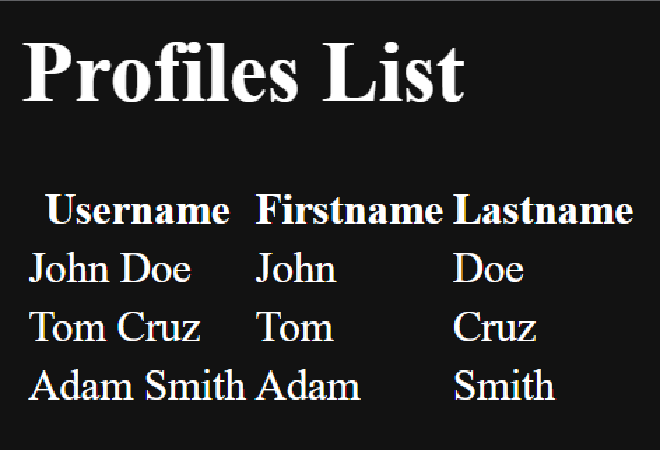 Profiles List
Username Firstname Lastname
John Doe John Doe
Tom Cruz Tom Cruz
Adam Smith Adam Smith